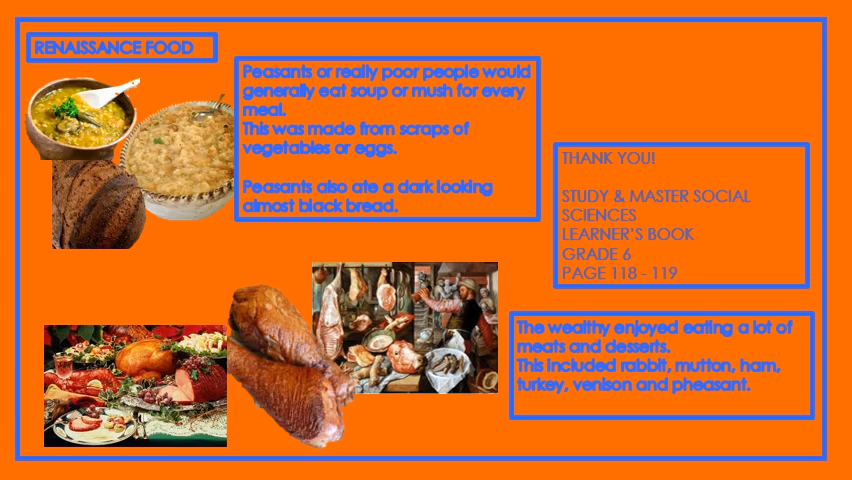 RENAISSANCE FOOD
Peasants or really poor people would
generally eat soup or mush for every
meal.
This was made from scraps of
vegetables or eggs.
Peasants also ate a dark looking
almost black bread.
THANK YOU!
STUDY & MASTER SOCIAL
SCIENCES
LEARNER'S BOOK
GRADE 6
PAGE 118 - 119
The wealthy enjoyed eating a lot of
meats and desserts.
This included rabbit, mutton, ham,
turkey, venison and pheasant.